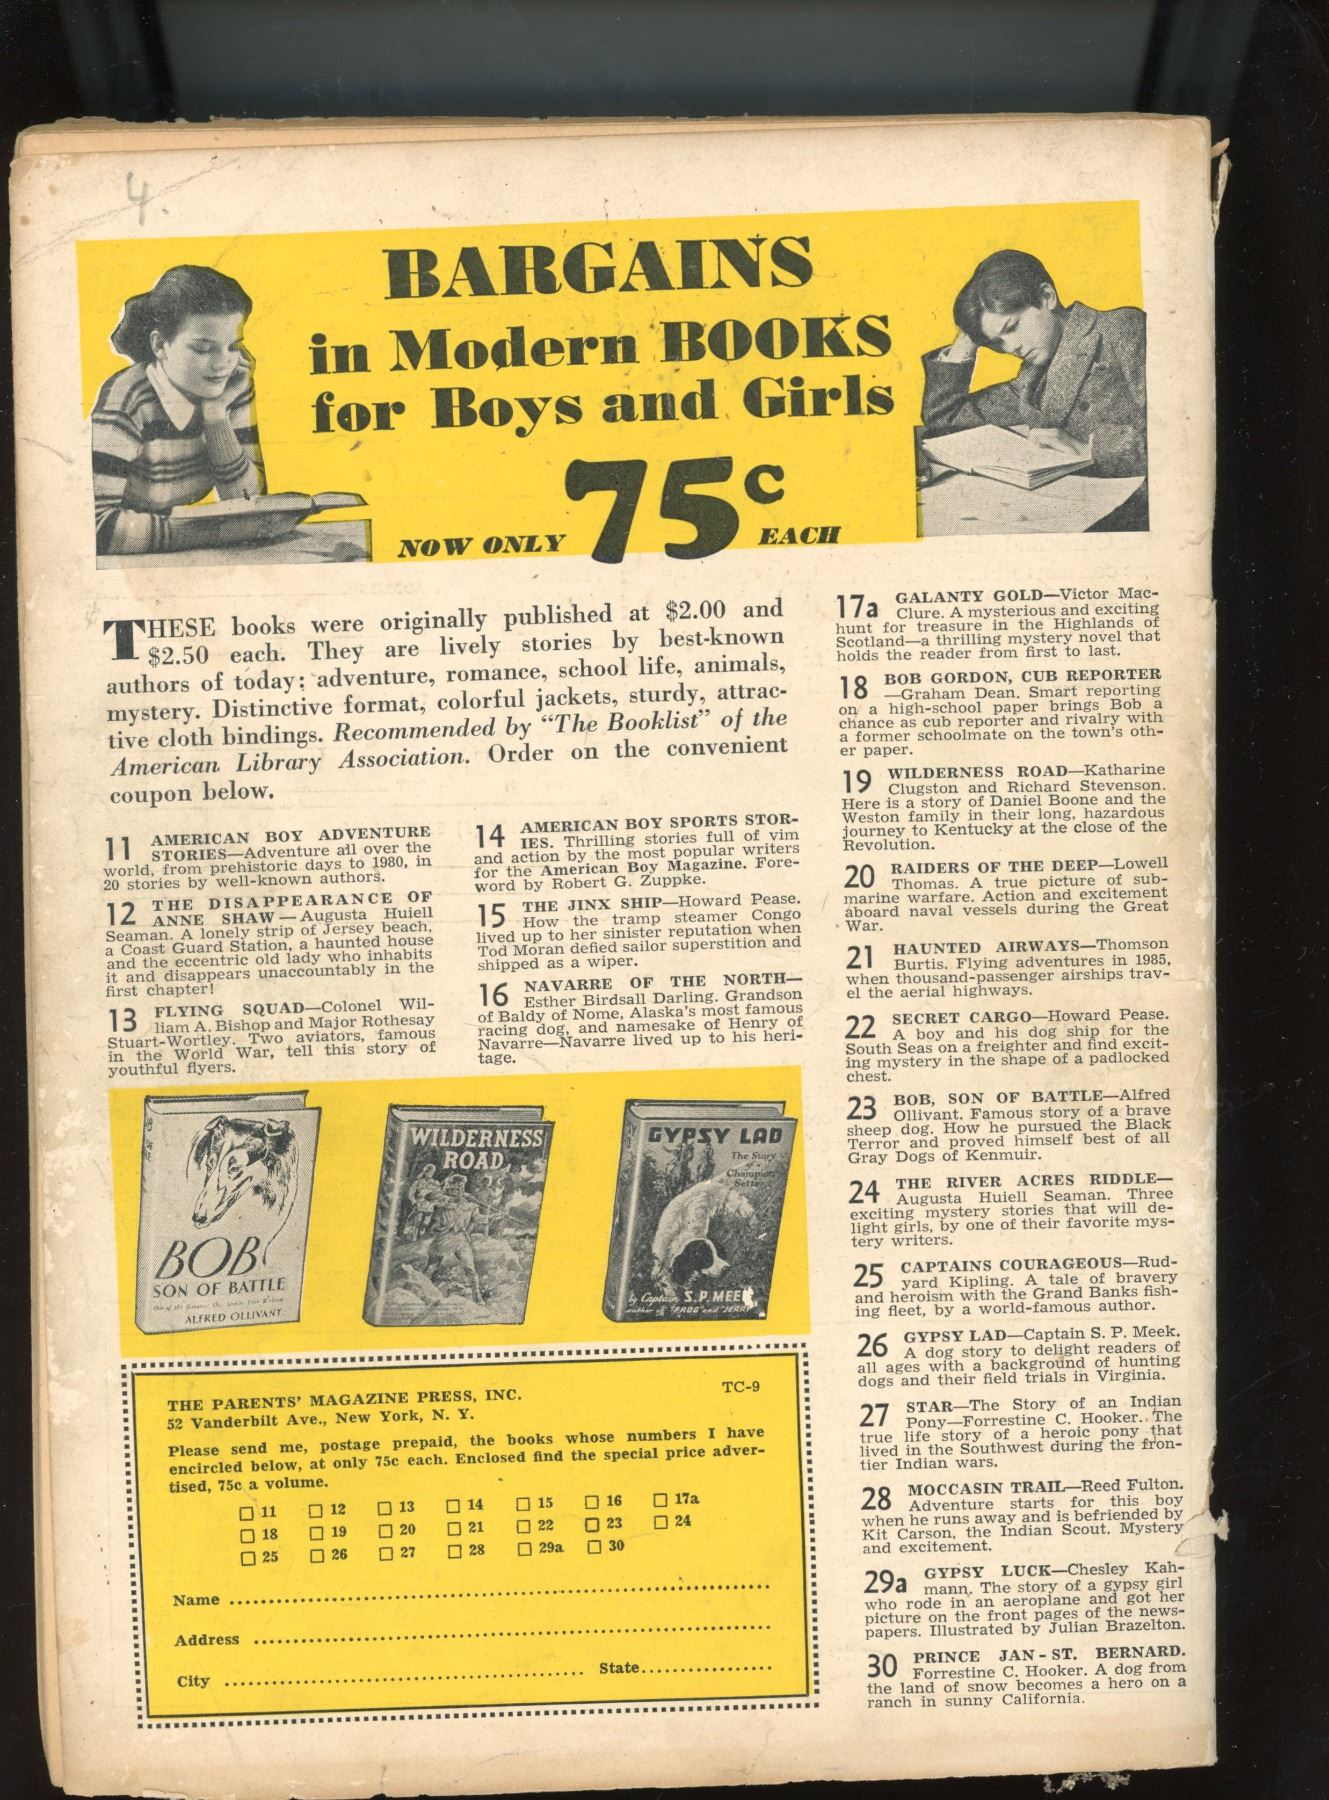 4.
BARGAINS
in Modern BOOKS
for Boys and Girls
NOW ONLY 75c EACH
THESE books were originally published at $2.00 and
$2.50 each. They are lively stories by best-known
authors of today: adventure, romance, school life, animals,
mystery. Distinctive format, colorful jackets, sturdy, attrac-
tive cloth bindings. Recommended by "The Booklist" of the
American Library Association. Order on the convenient
coupon below.
11 AMERICAN BOY ADVENTURE
STORIES—Adventure all over the
world, from prehistoric days to 1980, in
20 stories by well-known authors.
12 THE DISAPPEARANCE OF
ANNE SHAW—Augusta Huiell
Seaman. A lonely strip of Jersey beach,
a Coast Guard Station, a haunted house
and the eccentric old lady who inhabits
it and disappears unaccountably in the
first chapter!
13 FLYING SQUAD—Colonel Wil-
liam A. Bishop and Major Rothesay
Stuart-Wortley. Two aviators, famous
in the World War, tell this story of
youthful flyers.
14 AMERICAN BOY SPORTS STOR-
IES. Thrilling stories full of vim
and action by the most popular writers
for the American Boy Magazine. Fore-
word by Robert G. Zuppke.
15 THE JINX SHIP—Howard Pease.
How the tramp steamer Congo
lived up to her sinister reputation when
Tod Moran defied sailor superstition and
shipped as a wiper.
16 NAVARRE OF THE NORTH—
Esther Birdsall Darling. Grandson
of Baldy of Nome, Alaska's most famous
racing dog, and namesake of Henry of
Navarre—Navarre lived up to his heri-
tage.
17a GALANTY GOLD—Victor Mac-
Clure. A mysterious and exciting
hunt for treasure in the Highlands of
Scotland—a thrilling mystery novel that
holds the reader from first to last.
18 BOB GORDON, CUB REPORTER
—Graham Dean. Smart reporting
on a high-school paper brings Bob a
chance as cub reporter and rivalry with
a former schoolmate on the town's oth-
er paper.
19 WILDERNESS ROAD—Katharine
Clugston and Richard Stevenson.
Here is a story of Daniel Boone and the
Weston family in their long, hazardous
journey to Kentucky at the close of the
Revolution.
20 RAIDERS OF THE DEEP—Lowell
Thomas. A true picture of sub-
marine warfare. Action and excitement
aboard naval vessels during the Great
War.
21 HAUNTED AIRWAYS—Thomson
Burtis. Flying adventures in 1985,
when thousand-passenger airships trav-
el the aerial highways.
22 SECRET CARGO—Howard Pease.
A boy and his dog ship for the
South Seas on a freighter and find excit-
ing mystery in the shape of a padlocked
chest.
23 BOB, SON OF BATTLE—Alfred
Ollivant. Famous story of a brave
sheep dog. How he pursued the Black
Terror and proved himself best of all
Gray Dogs of Kenmuir.
24 THE RIVER ACRES RIDDLE—
Augusta Huiell Seaman. Three
exciting mystery stories that will de-
light girls, by one of their favorite mys-
tery writers.
25 CAPTAINS COURAGEOUS—Rud-
yard Kipling. A tale of bravery
and heroism with the Grand Banks fish-
ing fleet, by a world-famous author.
26 GYPSY LAD—Captain S. P. Meek.
A dog story to delight readers of
all ages with a background of hunting
dogs and their field trials in Virginia.
27 STAR—The Story of an Indian
Pony—Forrestine C. Hooker. The
true life story of a heroic pony that
lived in the Southwest during the fron-
tier Indian wars.
28 MOCCASIN TRAIL—Reed Fulton.
Adventure starts for this boy
when he runs away and is befriended by
Kit Carson, the Indian Scout. Mystery
and excitement.
29a GYPSY LUCK—Chesley Kah-
mann. The story of a gypsy girl
who rode in an aeroplane and got her
picture on the front pages of the news-
papers. Illustrated by Julian Brazelton.
30 PRINCE JAN-ST. BERNARD.
Forrestine C. Hooker. A dog from
the land of snow becomes a hero on a
ranch in sunny California.
BOB
SON OF BATTLE
ALFRED OLLIVANT
WILDERNESS
ROAD
GYPSY LAD
The Story
of a
Champion
Setter
by Captain S.P. MEEK
author of "FROG" and "JERRY"
THE PARENTS' MAGAZINE PRESS, INC. TC-9
52 Vanderbilt Ave., New York, N. Y.
Please send me, postage prepaid, the books whose numbers I have
encircled below, at only 75c each. Enclosed find the special price adver-
tised, 75c a volume.
☐ 11 ☐ 12 ☐ 13 ☐ 14 ☐ 15 ☐ 16 ☐ 17a
☐ 18 ☐ 19 ☐ 20 ☐ 21 ☐ 22 ☐ 23 ☐ 24
☐ 25 ☐ 26 ☐ 27 ☐ 28 ☐ 29a ☐ 30
Name
Address
City State